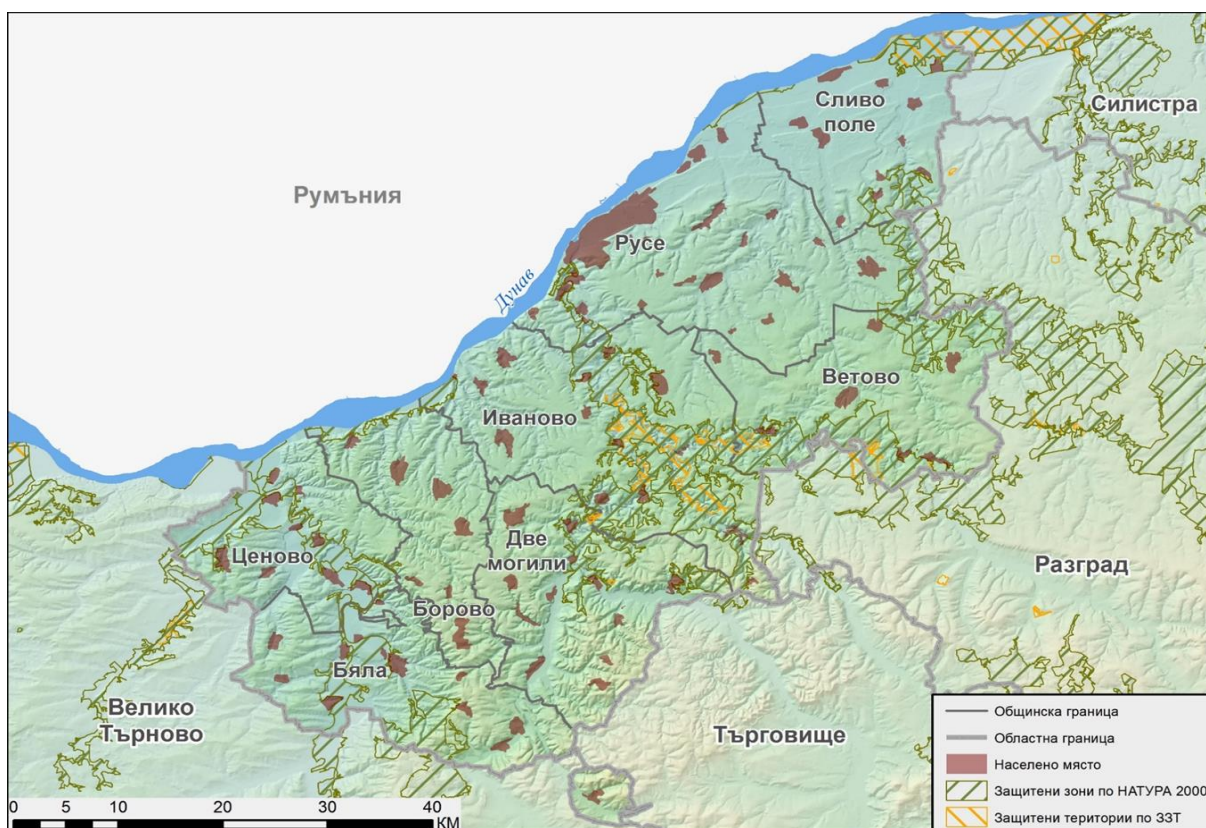 Сливо
поле
Силистра
Румъния
Русе
Дунав
Ветово
Иваново
Две
могили
Ценово
Борово
Разград
Бяла
Велико
Търново
Търговище
Общинска граница
Областна граница
Населено място
Защитени зони по НАТУРА 2000
Защитени територии по ЗЗТ
0 5 10 20 30 40
КМ